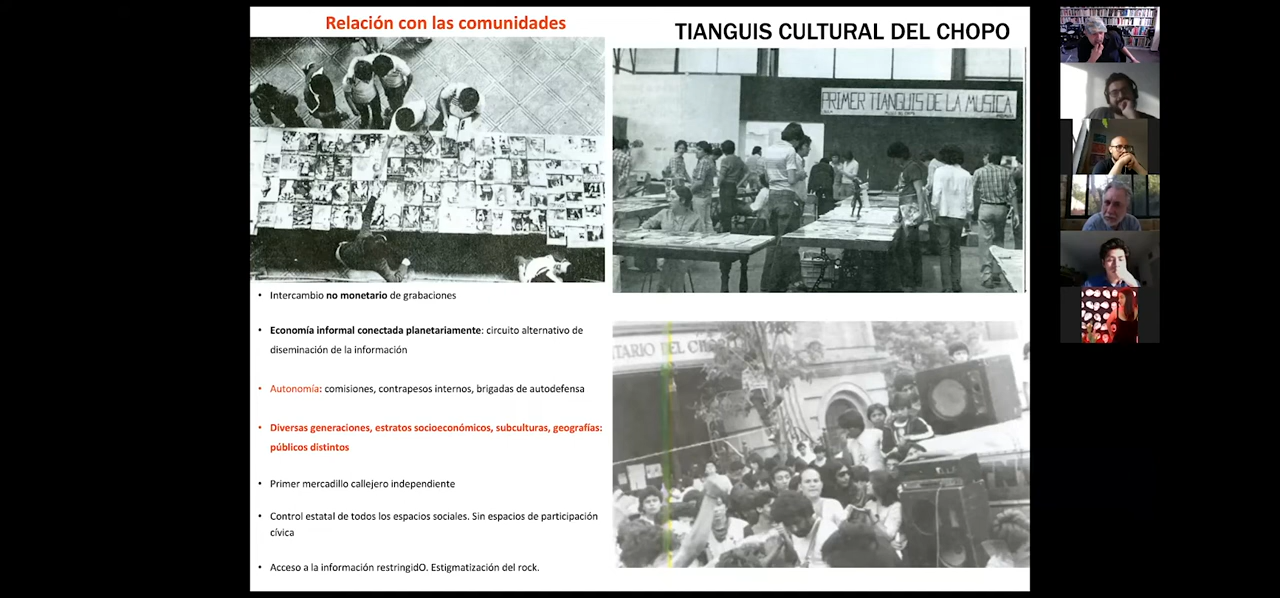 Relación con las comunidades
TIANGUIS CULTURAL DEL CHOPO
PRIMER TIANGUIS DE LA MUSICA
• Intercambio no monetario de grabaciones
• Economía informal conectada planetariamente: circuito alternativo de
diseminación de la información
TARIO DEL CHOPO
• Autonomía: comisiones, contrapesos internos, brigadas de autodefensa
• Diversas generaciones, estratos socioeconómicos, subculturas, geografías:
públicos distintos
• Primer mercadillo callejero independiente
• Control estatal de todos los espacios sociales. Sin espacios de participación
cívica
• Acceso a la información restringidO. Estigmatización del rock.